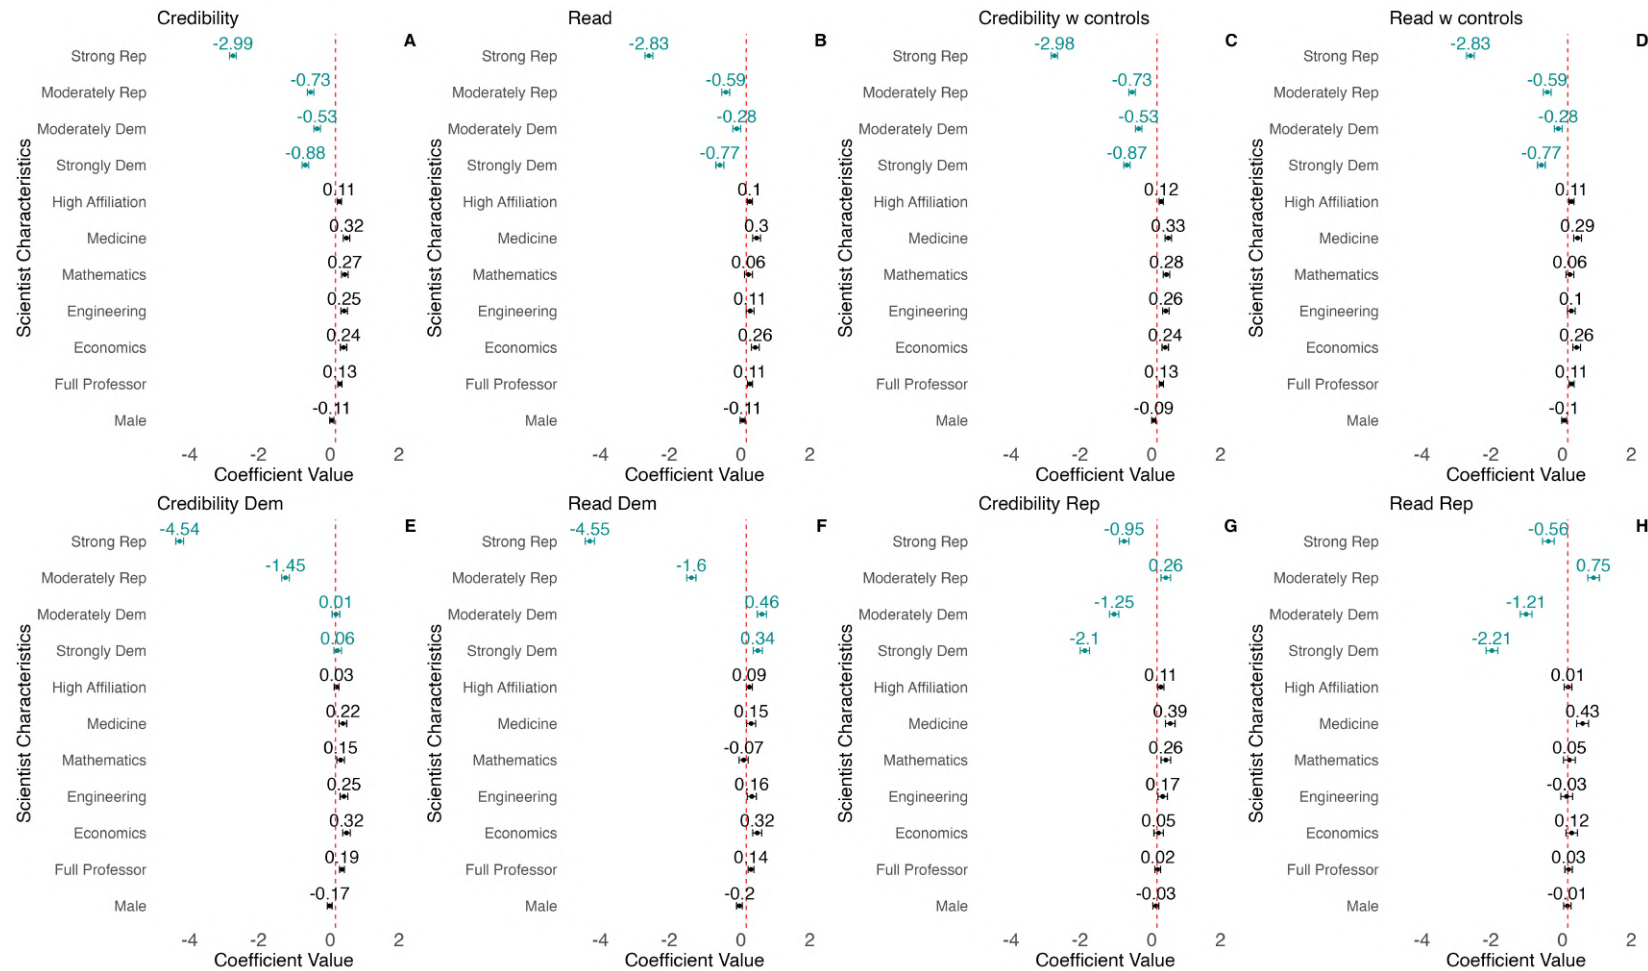 Credibility
A
Scientist Characteristics
Strong Rep -2.99
Moderately Rep -0.73
Moderately Dem -0.53
Strongly Dem -0.88
High Affiliation 0.11
Medicine 0.32
Mathematics 0.27
Engineering 0.25
Economics 0.24
Full Professor 0.13
Male -0.11
-4 -2 0 2
Coefficient Value
Read
B
Scientist Characteristics
Strong Rep -2.83
Moderately Rep -0.59
Moderately Dem -0.28
Strongly Dem -0.77
High Affiliation 0.1
Medicine 0.3
Mathematics 0.06
Engineering 0.11
Economics 0.26
Full Professor 0.11
Male -0.11
-4 -2 0 2
Coefficient Value
Credibility w controls
C
Scientist Characteristics
Strong Rep -2.98
Moderately Rep -0.73
Moderately Dem -0.53
Strongly Dem -0.87
High Affiliation 0.12
Medicine 0.33
Mathematics 0.28
Engineering 0.26
Economics 0.24
Full Professor 0.13
Male -0.09
-4 -2 0 2
Coefficient Value
Read w controls
D
Scientist Characteristics
Strong Rep -2.83
Moderately Rep -0.59
Moderately Dem -0.28
Strongly Dem -0.77
High Affiliation 0.11
Medicine 0.29
Mathematics 0.06
Engineering 0.1
Economics 0.26
Full Professor 0.11
Male -0.1
-4 -2 0 2
Coefficient Value
Credibility Dem
E
Scientist Characteristics
Strong Rep -4.54
Moderately Rep -1.45
Moderately Dem 0.01
Strongly Dem 0.06
High Affiliation 0.03
Medicine 0.22
Mathematics 0.15
Engineering 0.25
Economics 0.32
Full Professor 0.19
Male -0.17
-4 -2 0 2
Coefficient Value
Read Dem
F
Scientist Characteristics
Strong Rep -4.55
Moderately Rep -1.6
Moderately Dem 0.46
Strongly Dem 0.34
High Affiliation 0.09
Medicine 0.15
Mathematics -0.07
Engineering 0.16
Economics 0.32
Full Professor 0.14
Male -0.2
-4 -2 0 2
Coefficient Value
Credibility Rep
G
Scientist Characteristics
Strong Rep -0.95
Moderately Rep 0.26
Moderately Dem -1.25
Strongly Dem -2.1
High Affiliation 0.11
Medicine 0.39
Mathematics 0.26
Engineering 0.17
Economics 0.05
Full Professor 0.02
Male -0.03
-4 -2 0 2
Coefficient Value
Read Rep
H
Scientist Characteristics
Strong Rep -0.56
Moderately Rep 0.75
Moderately Dem -1.21
Strongly Dem -2.21
High Affiliation 0.01
Medicine 0.43
Mathematics 0.05
Engineering -0.03
Economics 0.12
Full Professor 0.03
Male -0.01
-4 -2 0 2
Coefficient Value